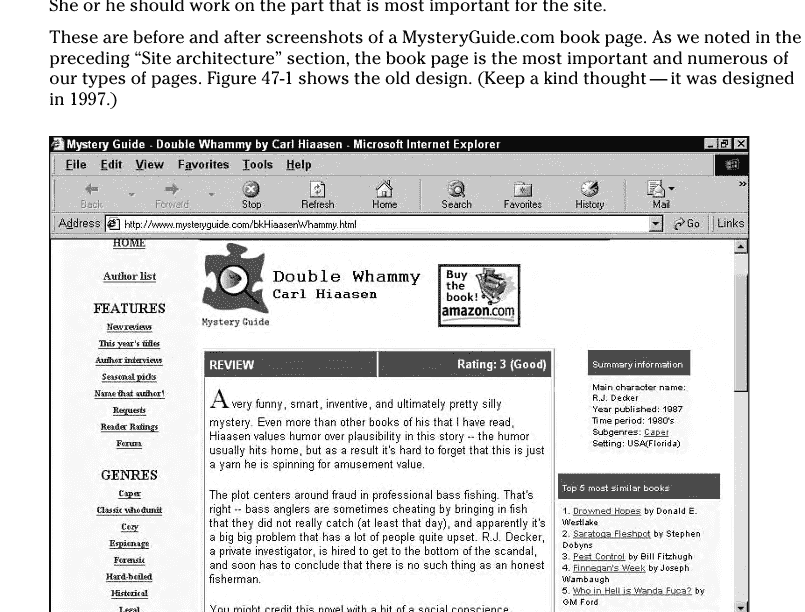 She or he should work on the part that is most important for the site.
These are before and after screenshots of a MysteryGuide.com book page. As we noted in the
preceding “Site architecture” section, the book page is the most important and numerous of
our types of pages. Figure 47-1 shows the old design. (Keep a kind thought — it was designed
in 1997.)
Mystery Guide - Double Whammy by Carl Hiaasen - Microsoft Internet Explorer
File Edit View Favorites Tools Help
Back Forward Stop Refresh Home Search Favorites History Mail »
Address http://www.mysteryguide.com/bkHiaasenWhammy.html Go Links
HOME
Author list
FEATURES
New reviews
This year's titles
Author interviews
Seasonal picks
Name that author!
Requests
Reader Ratings
Forum
GENRES
Caper
Classic whodunit
Cozy
Espionage
Forensic
Hard-boiled
Historical
Legal
Mystery Guide
Double Whammy
Carl Hiaasen
Buy
the
book!
amazon.com
REVIEW Rating: 3 (Good)
A very funny, smart, inventive, and ultimately pretty silly
mystery. Even more than other books of his that I have read,
Hiaasen values humor over plausibility in this story -- the humor
usually hits home, but as a result it's hard to forget that this is just
a yarn he is spinning for amusement value.
The plot centers around fraud in professional bass fishing. That's
right -- bass anglers are sometimes cheating by bringing in fish
that they did not really catch (at least that day), and apparently it's
a big big problem that has a lot of people quite upset. R.J. Decker,
a private investigator, is hired to get to the bottom of the scandal,
and soon has to conclude that there is no such thing as an honest
fisherman.
You might credit this novel with a bit of a social conscience
Summary information
Main character name:
R.J. Decker
Year published: 1987
Time period: 1980's
Subgenres: Caper
Setting: USA(Florida)
Top 5 most similar books
1. Drowned Hopes by Donald E.
Westlake
2. Saratoga Fleshpot by Stephen
Dobyns
3. Pest Control by Bill Fitzhugh
4. Finnegan's Week by Joseph
Wambaugh
5. Who in Hell is Wanda Fuca? by
GM Ford